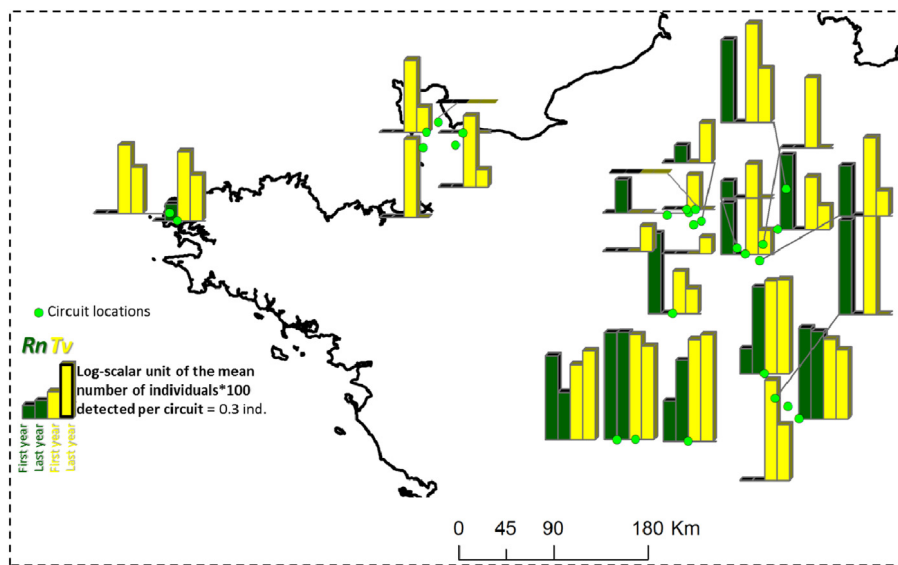 Circuit locations
Rn Tv
Log-scalar unit of the mean
number of individuals*100
detected per circuit = 0.3 ind.
First year
Last year
First year
Last year
0 45 90 180 Km